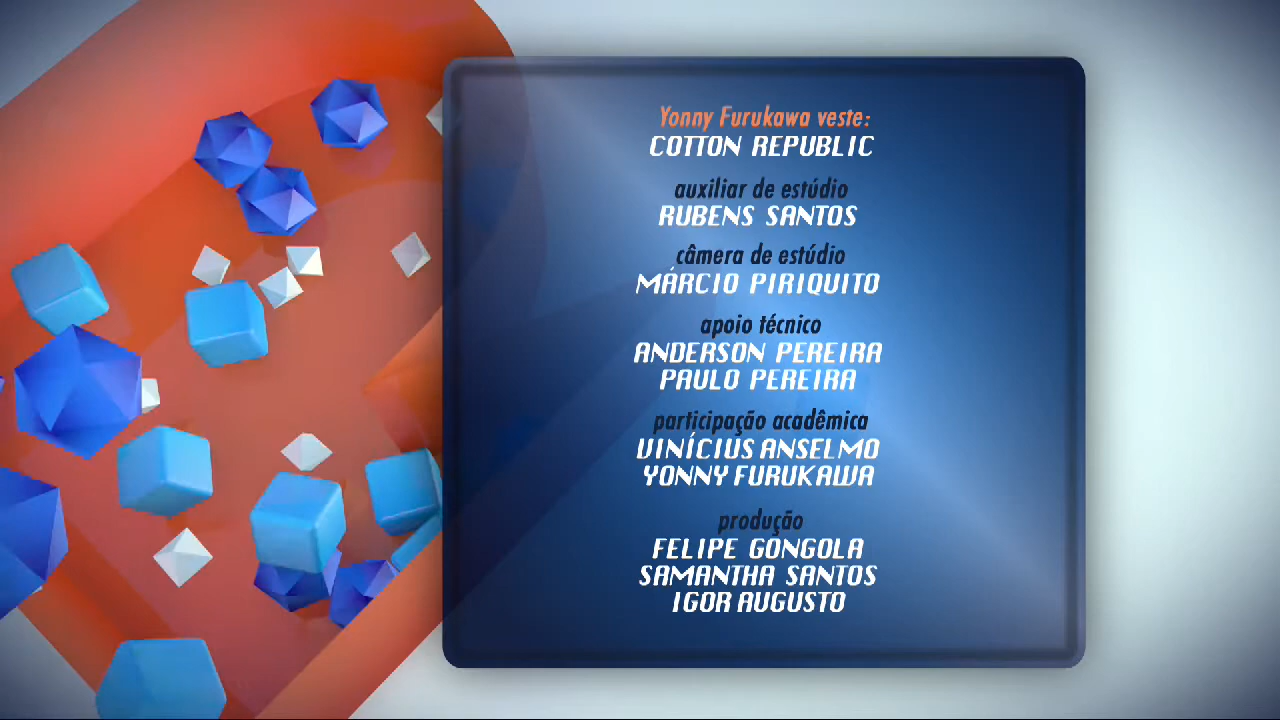 Yonny Furukawa veste:
COTTON REPUBLIC
auxiliar de estúdio
RUBENS SANTOS
câmera de estúdio
MÁRCIO PIRIQUITO
apoio técnico
ANDERSON PEREIRA
PAULO PEREIRA
participação acadêmica
VINÍCIUS ANSELMO
YONNY FURUKAWA
produção
FELIPE GONGOLA
SAMANTHA SANTOS
IGOR AUGUSTO